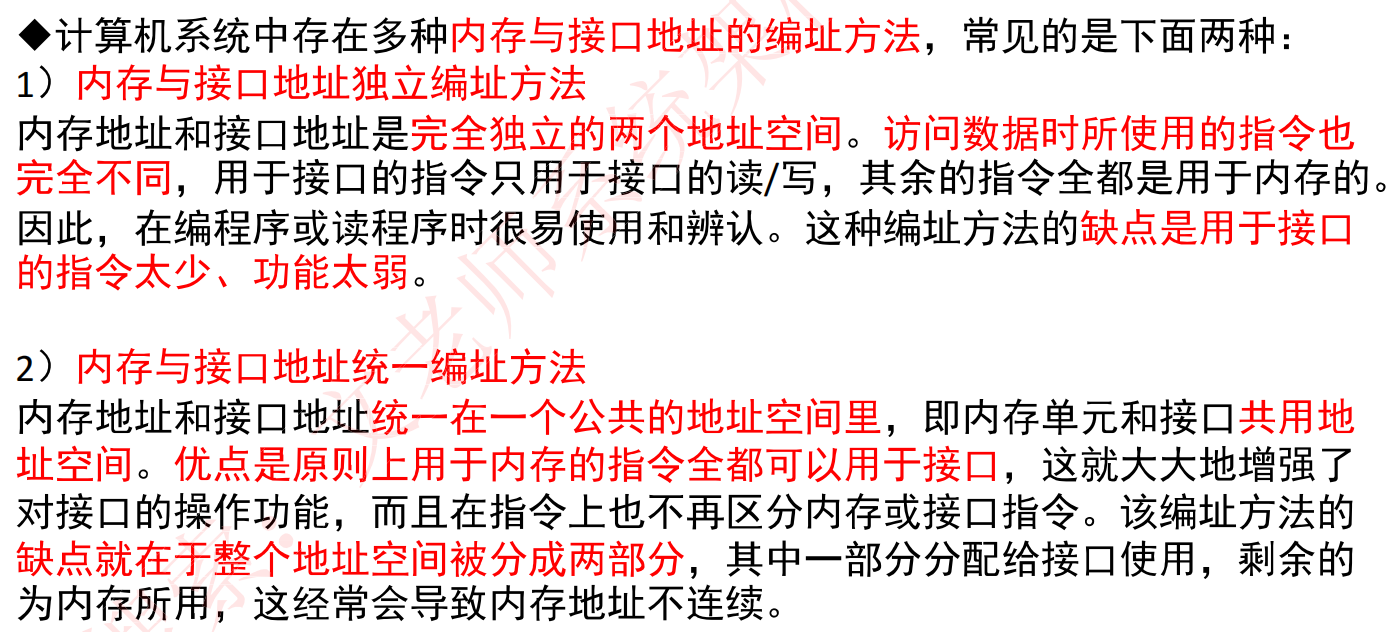 ◆计算机系统中存在多种内存与接口地址的编址方法，常见的是下面两种：
1）内存与接口地址独立编址方法
内存地址和接口地址是完全独立的两个地址空间。访问数据时所使用的指令也
完全不同，用于接口的指令只用于接口的读/写，其余的指令全都是用于内存的。
因此，在编程序或读程序时很易使用和辨认。这种编址方法的缺点是用于接口
的指令太少、功能太弱。
2）内存与接口地址统一编址方法
内存地址和接口地址统一在一个公共的地址空间里，即内存单元和接口共用地
址空间。优点是原则上用于内存的指令全都可以用于接口，这就大大地增强了
对接口的操作功能，而且在指令上也不再区分内存或接口指令。该编址方法的
缺点就在于整个地址空间被分成两部分，其中一部分分配给接口使用，剩余的
为内存所用，这经常会导致内存地址不连续。
文老师 系统架